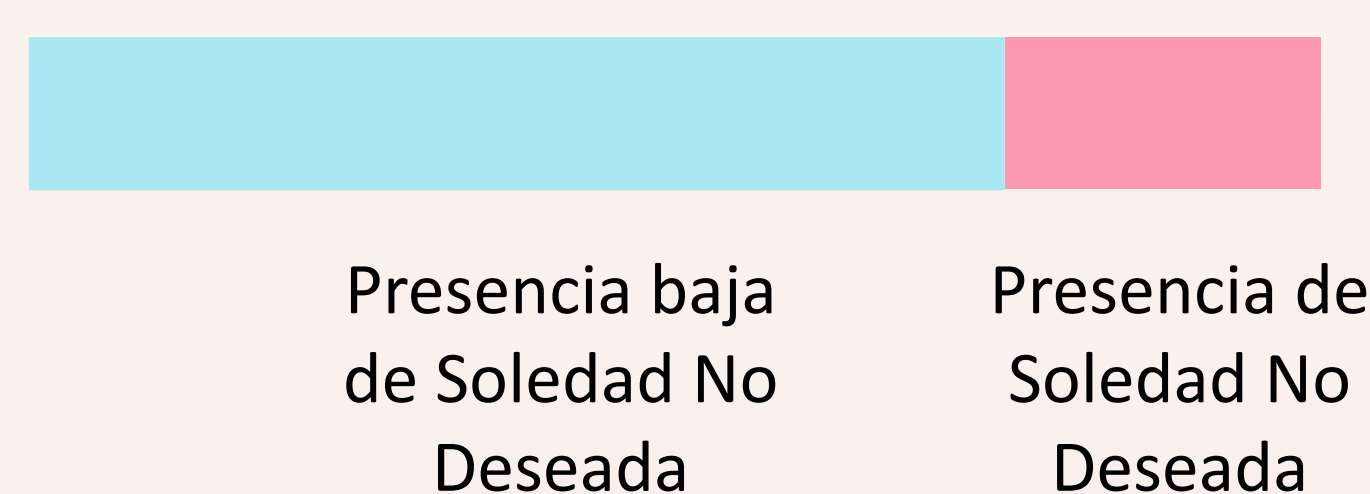 Presencia baja
de Soledad No
Deseada
Presencia de
Soledad No
Deseada